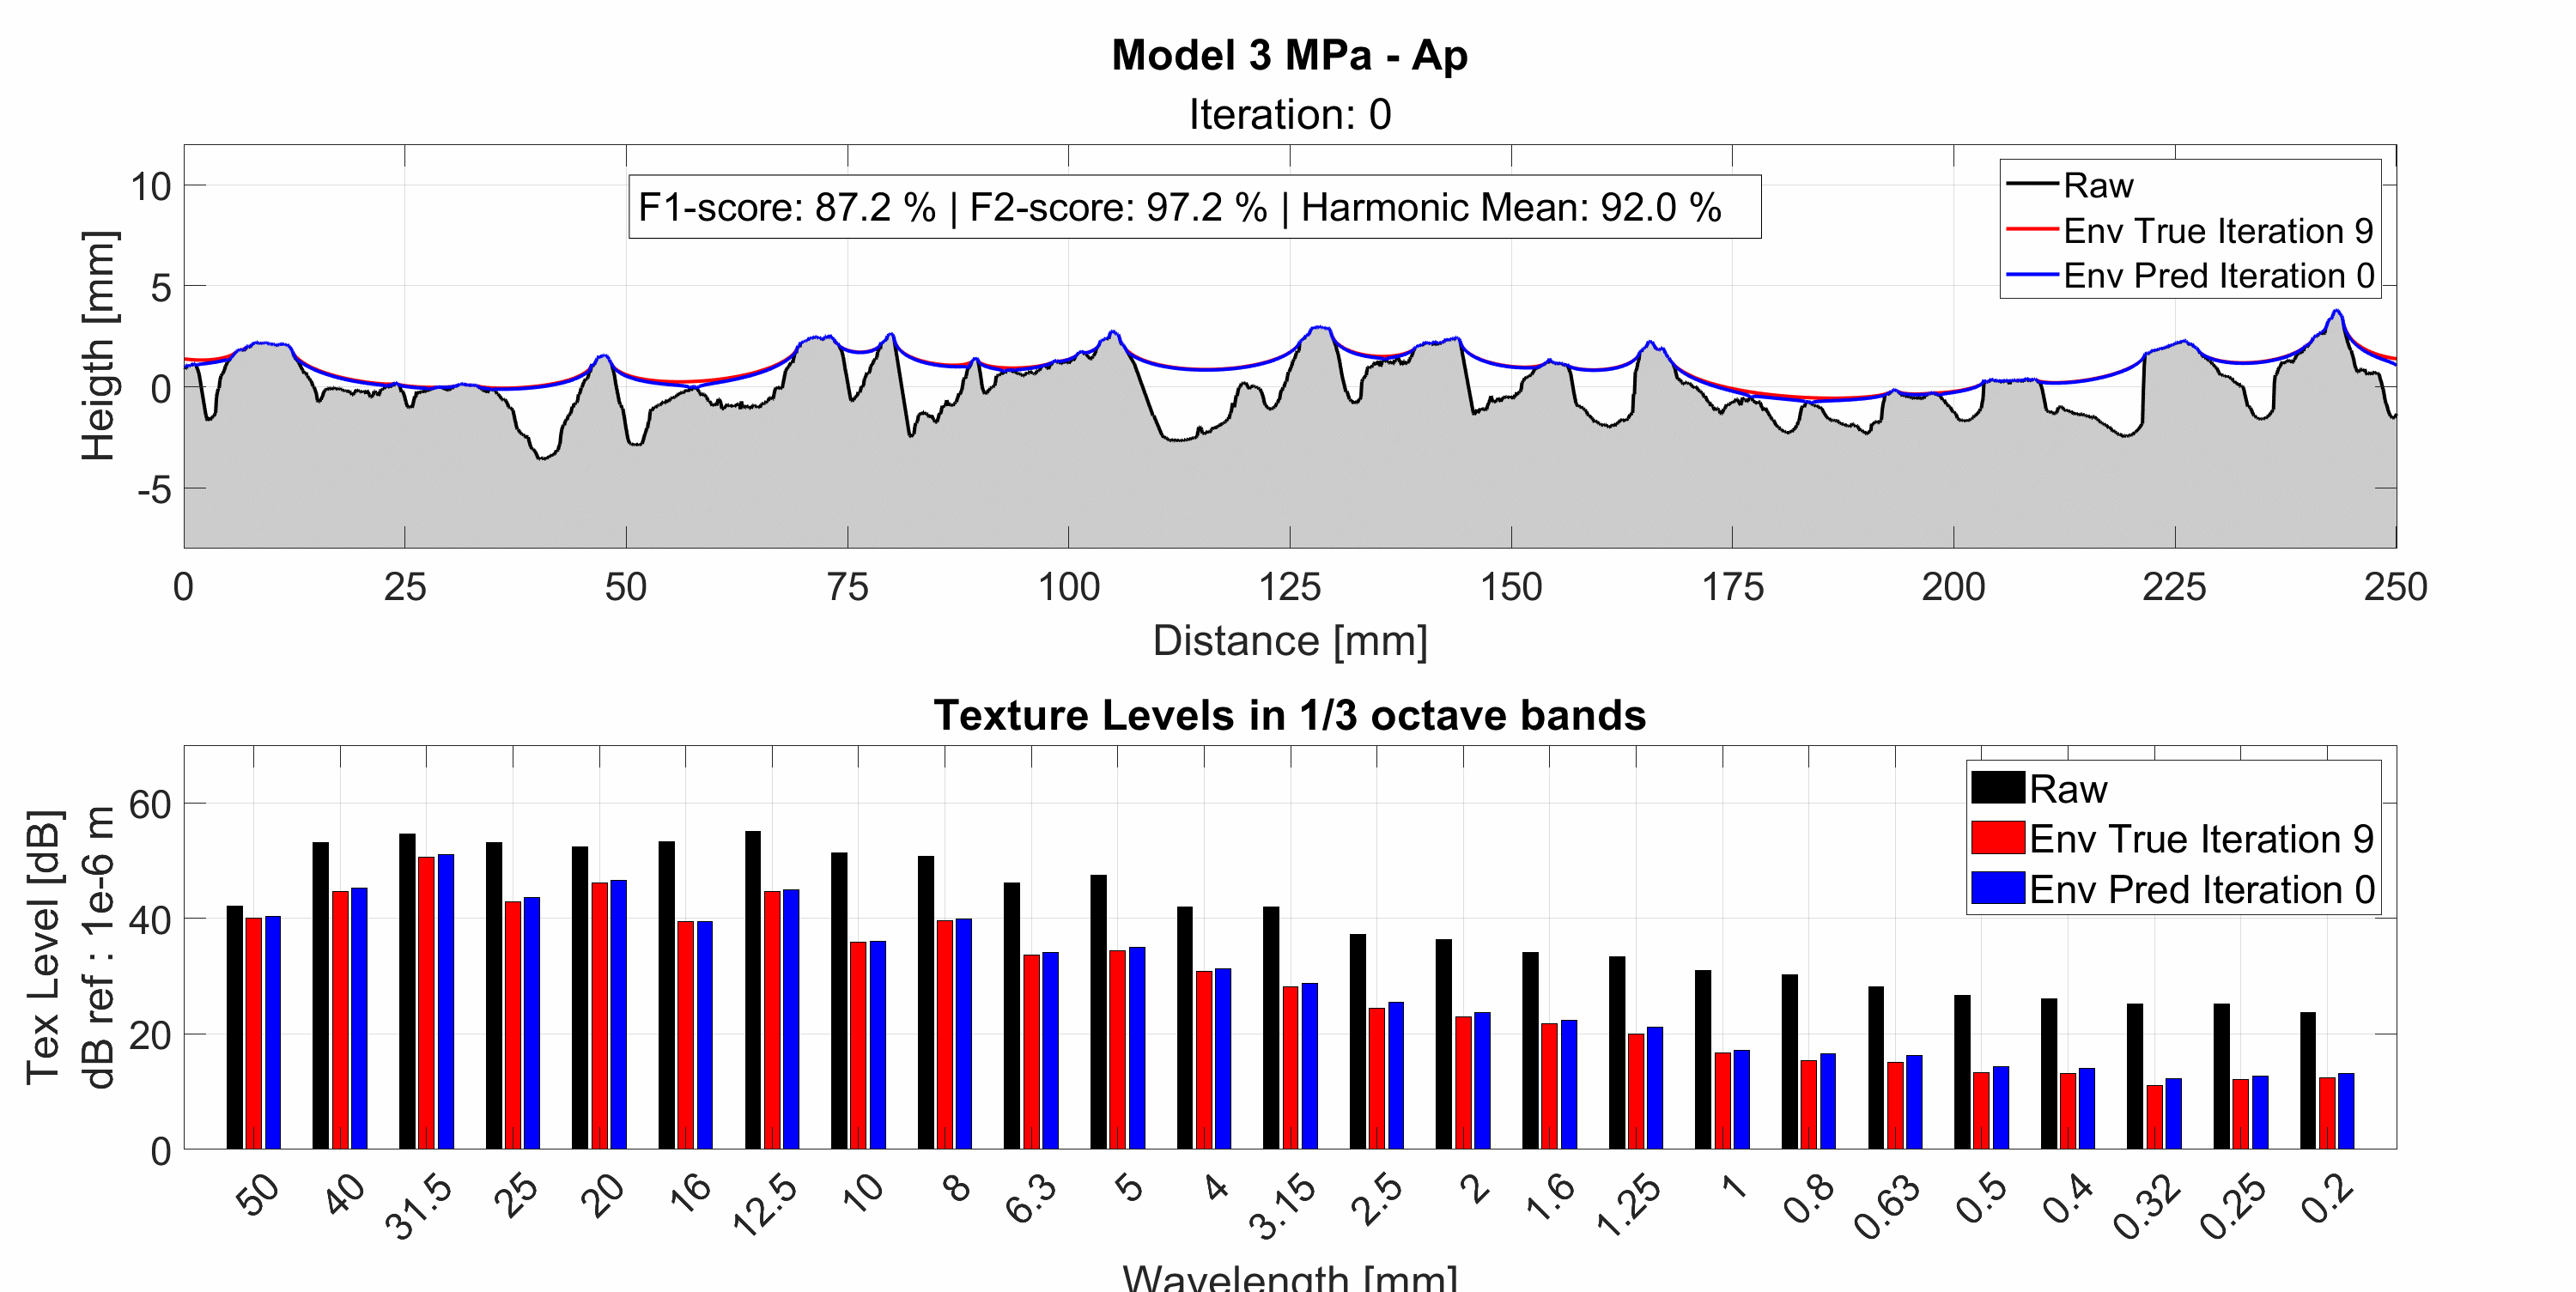 Model 3 MPa - Ap
Iteration: 0
F1-score: 87.2 % | F2-score: 97.2 % | Harmonic Mean: 92.0 %
Raw
Env True Iteration 9
Env Pred Iteration 0
Heigth [mm]
10
5
0
-5
0 25 50 75 100 125 150 175 200 225 250
Distance [mm]
Texture Levels in 1/3 octave bands
Raw
Env True Iteration 9
Env Pred Iteration 0
Tex Level [dB]
dB ref : 1e-6 m
60
40
20
0
50 40 31.5 25 20 16 12.5 10 8 6.3 5 4 3.15 2.5 2 1.6 1.25 1 0.8 0.63 0.5 0.4 0.32 0.25 0.2
Wavelength [mm]